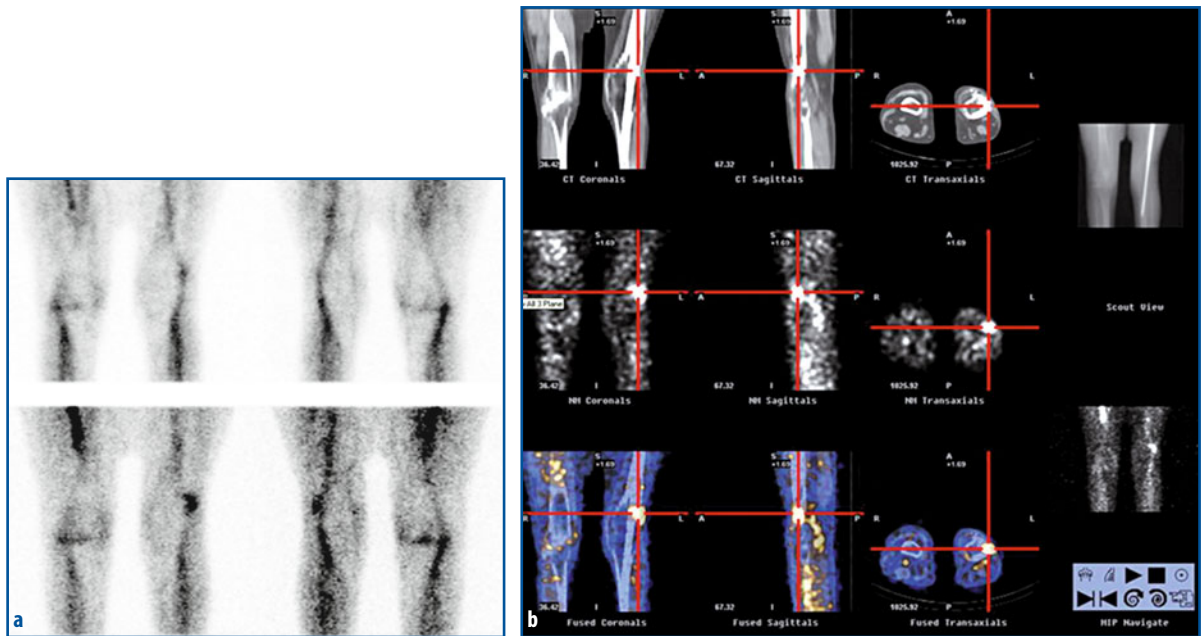 S
+1.69
R
L
36.42
I
CT Coronals
S
+1.69
A
P
67.32
I
CT Sagittals
A
+1.69
R
L
1025.92
P
CT Transaxials
S
+1.69
All 3 Plane
L
36.42
I
NM Coronals
S
+1.69
A
P
67.32
I
NM Sagittals
A
+1.69
R
L
1025.92
P
NM Transaxials
Scout View
S
+1.69
R
L
36.42
I
Fused Coronals
S
+1.69
A
P
67.32
I
Fused Sagittals
A
+1.69
R
L
1025.92
P
Fused Transaxials
MIP Navigate
a
b